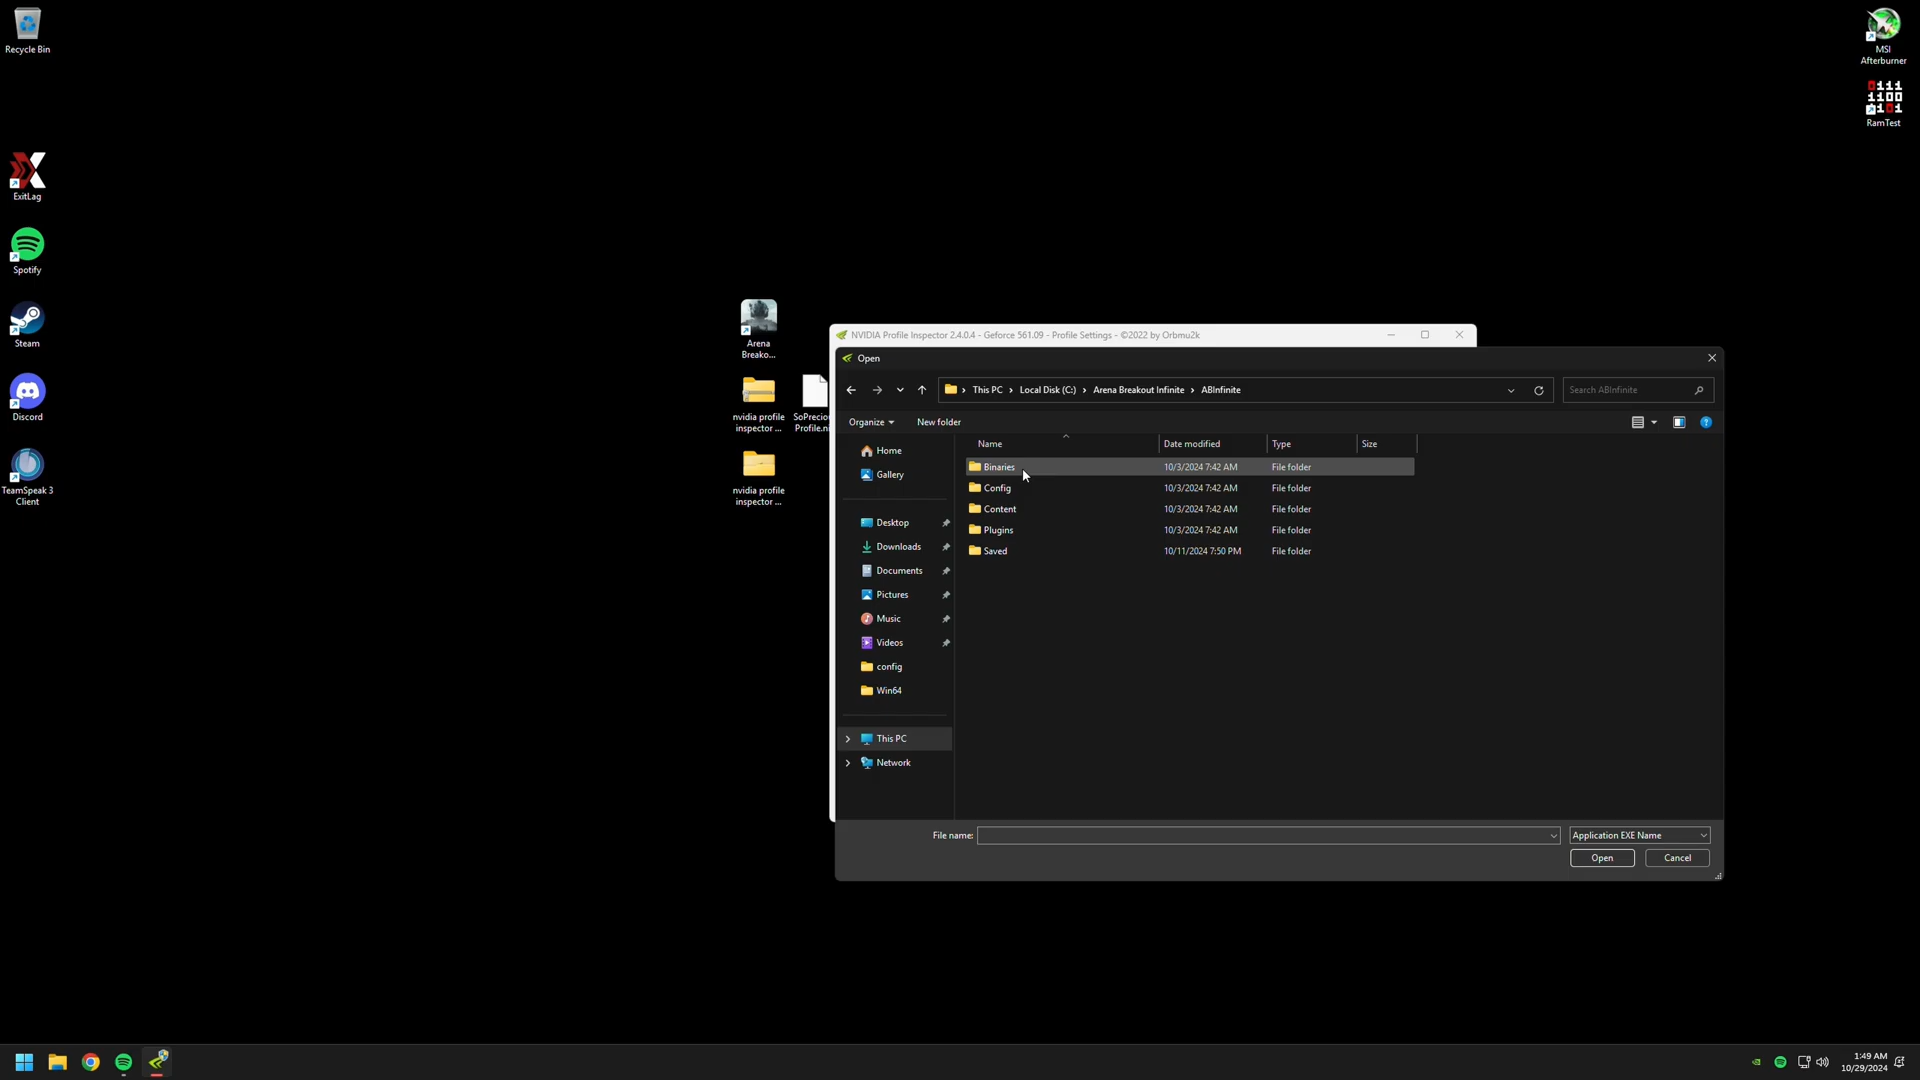 Recycle Bin
ExitLag
Spotify
Steam
Discord
TeamSpeak 3
Client
Arena
Breako...
nvidia profile
inspector ...
SoPreciou
Profile.ni
nvidia profile
inspector ...
MSI
Afterburner
0111
1100
1101
RamTest
NVIDIA Profile Inspector 2.4.0.4 - Geforce 561.09 - Profile Settings - ©2022 by Orbmu2k
Open
This PC › Local Disk (C:) › Arena Breakout Infinite › ABInfinite
Search ABInfinite
Organize
New folder
Home
Gallery
Desktop
Downloads
Documents
Pictures
Music
Videos
config
Win64
This PC
Network
Name Date modified Type Size
Binaries 10/3/2024 7:42 AM File folder
Config 10/3/2024 7:42 AM File folder
Content 10/3/2024 7:42 AM File folder
Plugins 10/3/2024 7:42 AM File folder
Saved 10/11/2024 7:50 PM File folder
File name:
Application EXE Name
Open
Cancel
1:49 AM
10/29/2024